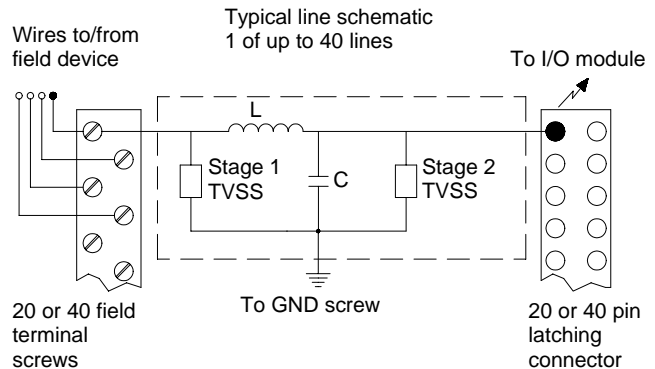 Typical line schematic
1 of up to 40 lines
Wires to/from
field device
To I/O module
L
Stage 1
TVSS
C
Stage 2
TVSS
To GND screw
20 or 40 field
terminal
screws
20 or 40 pin
latching
connector